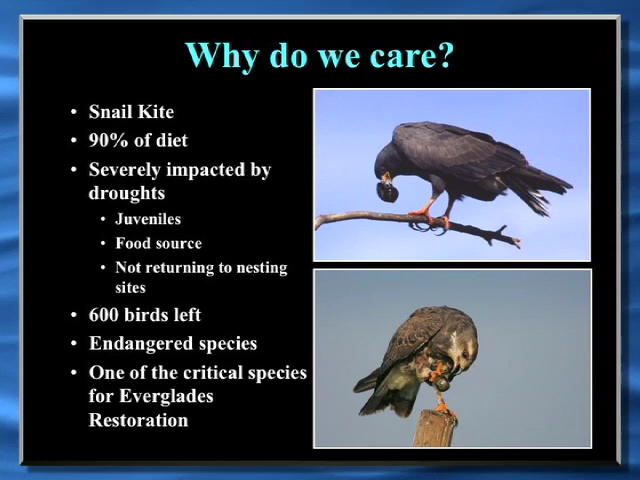 Why do we care?
• Snail Kite
• 90% of diet
• Severely impacted by
droughts
• Juveniles
• Food source
• Not returning to nesting
sites
• 600 birds left
• Endangered species
• One of the critical species
for Everglades
Restoration